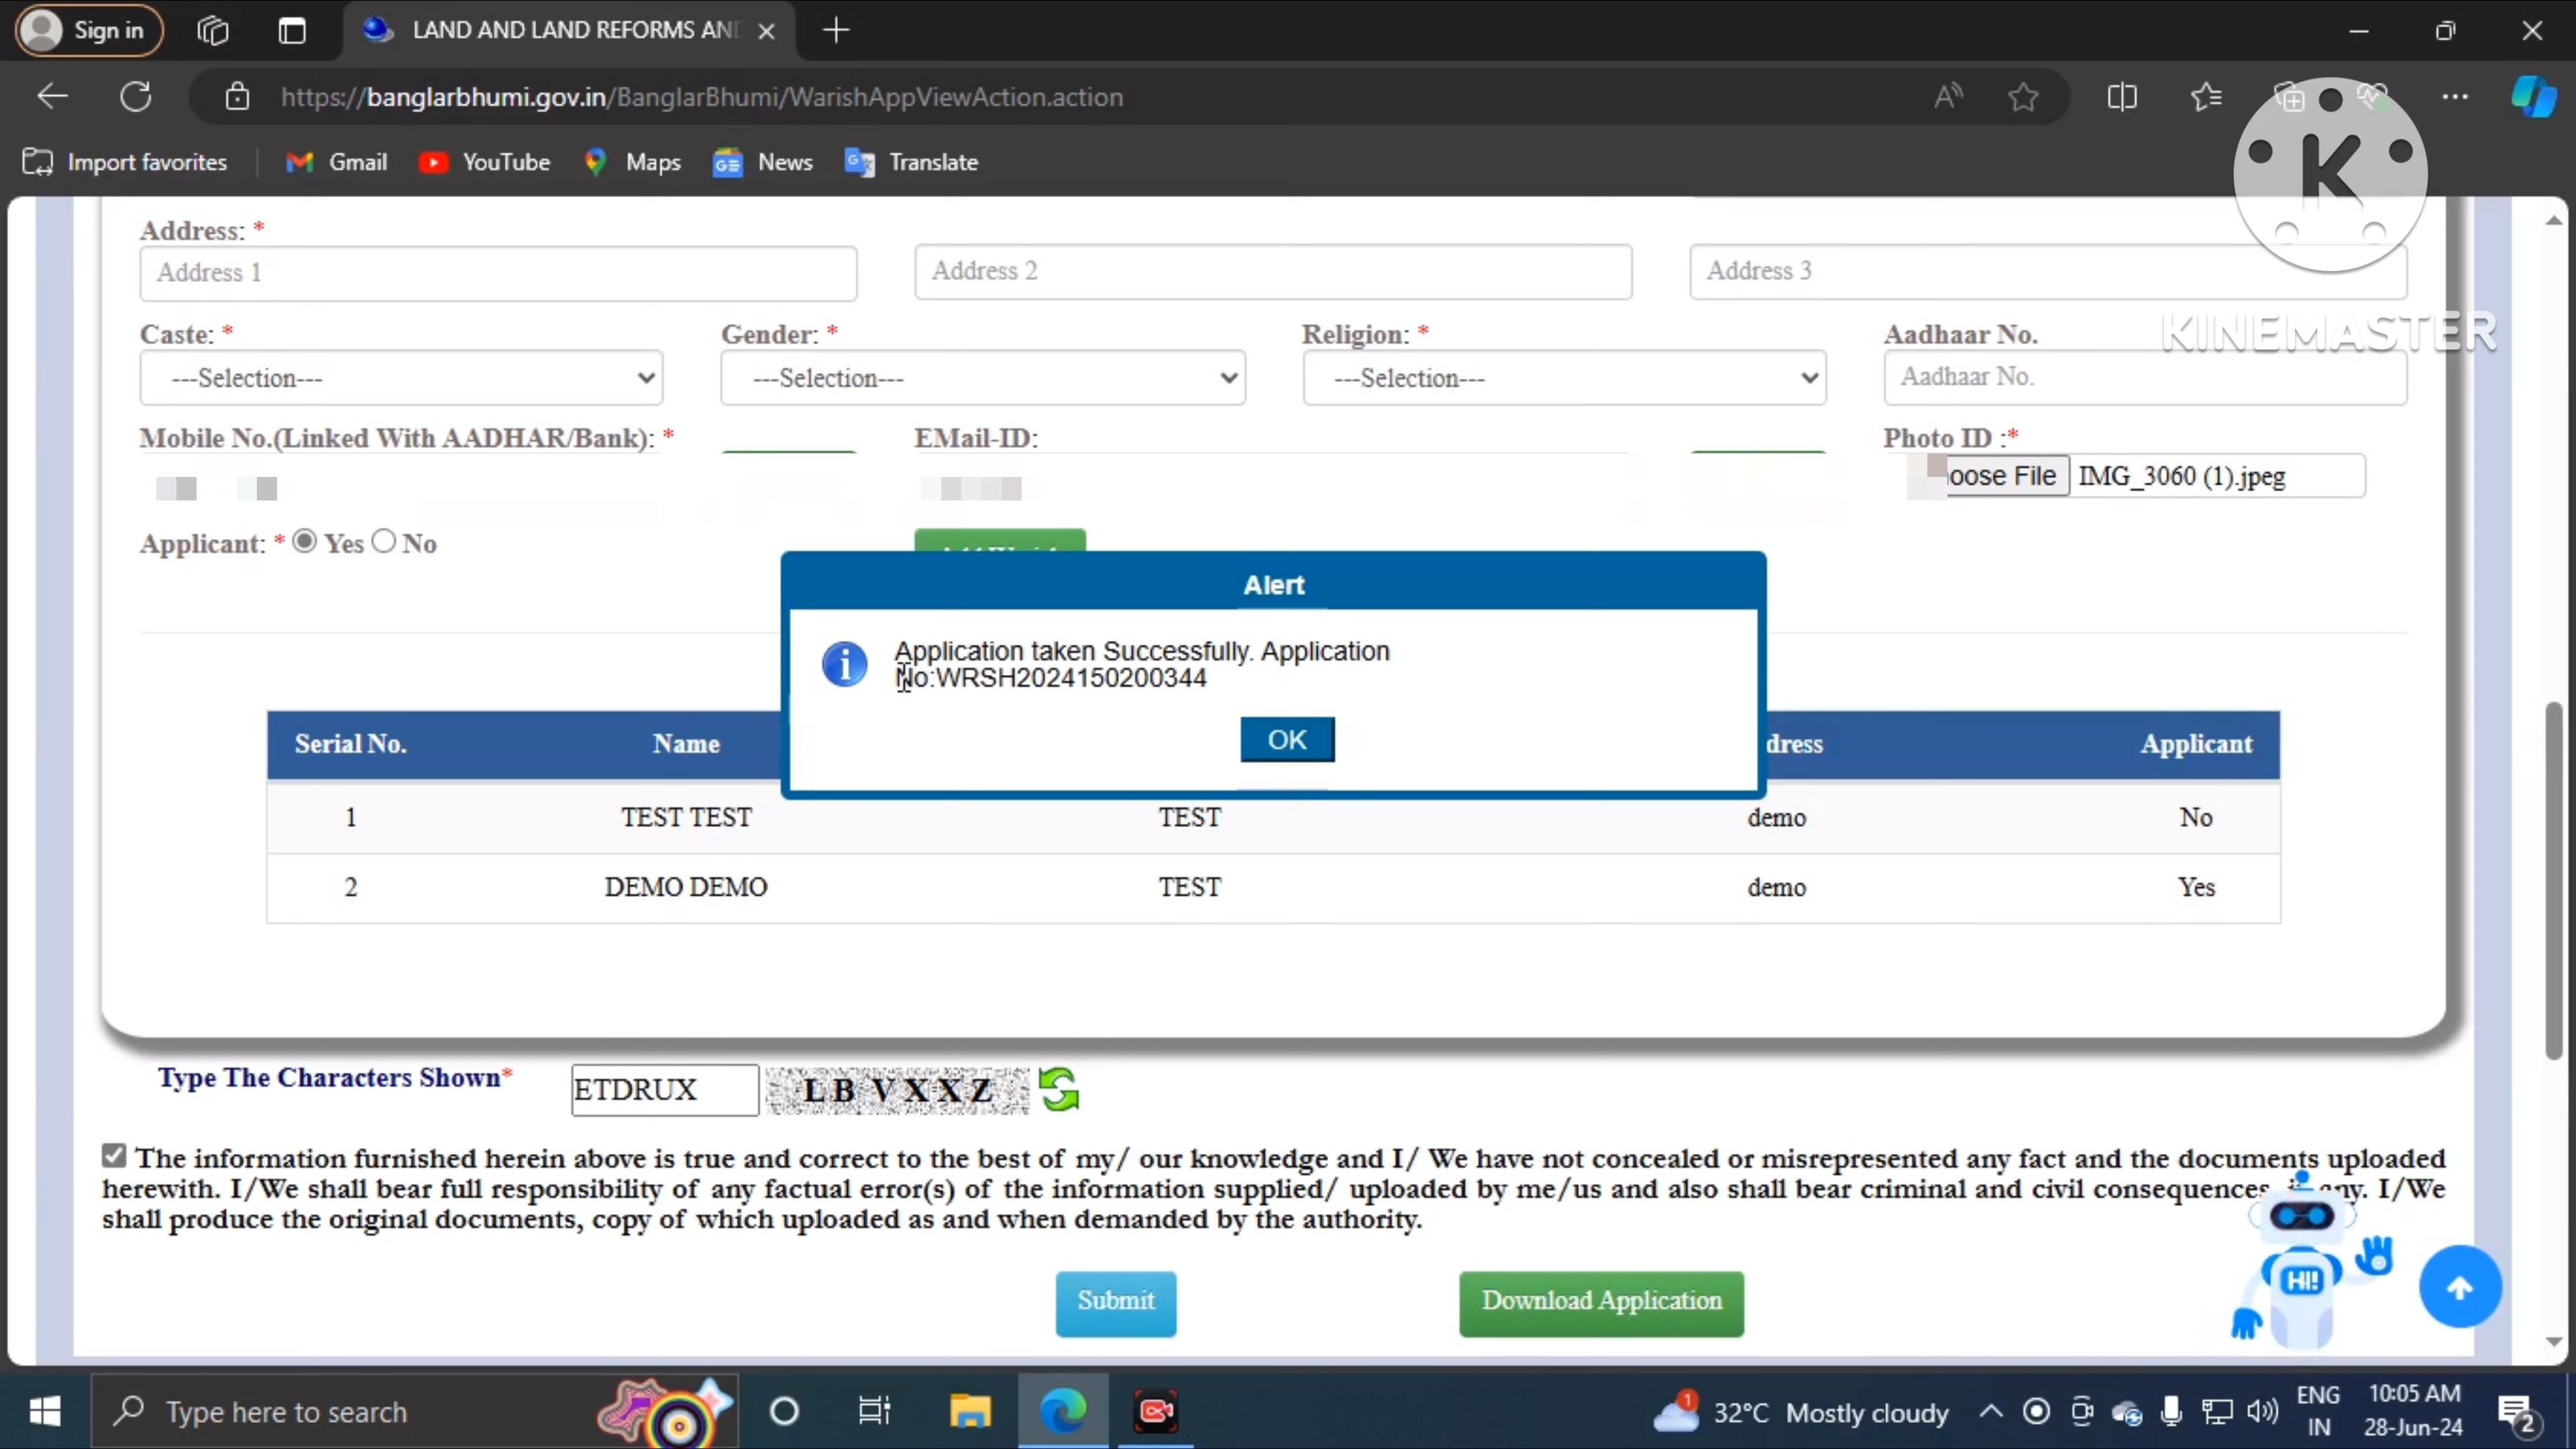 Sign in
LAND AND LAND REFORMS AND
https://banglarbhumi.gov.in/BanglarBhumi/WarishAppViewAction.action
Import favorites
Gmail
YouTube
Maps
News
Translate
K
KINEMASTER
Address: *
Address 1
Address 2
Address 3
Caste: *
Gender: *
Religion: *
Aadhaar No.
---Selection---
---Selection---
---Selection---
Aadhaar No.
Mobile No.(Linked With AADHAR/Bank): *
EMail-ID:
Photo ID :*
oose File IMG_3060 (1).jpeg
Applicant: * Yes No
Alert
Application taken Successfully. Application
No:WRSH2024150200344
OK
Serial No.
Name
dress
Applicant
1 TEST TEST TEST demo No
2 DEMO DEMO TEST demo Yes
Type The Characters Shown*
ETDRUX
LBVXXZ
The information furnished herein above is true and correct to the best of my/ our knowledge and I/ We have not concealed or misrepresented any fact and the documents uploaded
herewith. I/We shall bear full responsibility of any factual error(s) of the information supplied/ uploaded by me/us and also shall bear criminal and civil consequences, any. I/We
shall produce the original documents, copy of which uploaded as and when demanded by the authority.
HI!
Submit
Download Application
Type here to search
1
32°C Mostly cloudy
ENG
IN
10:05 AM
28-Jun-24
2